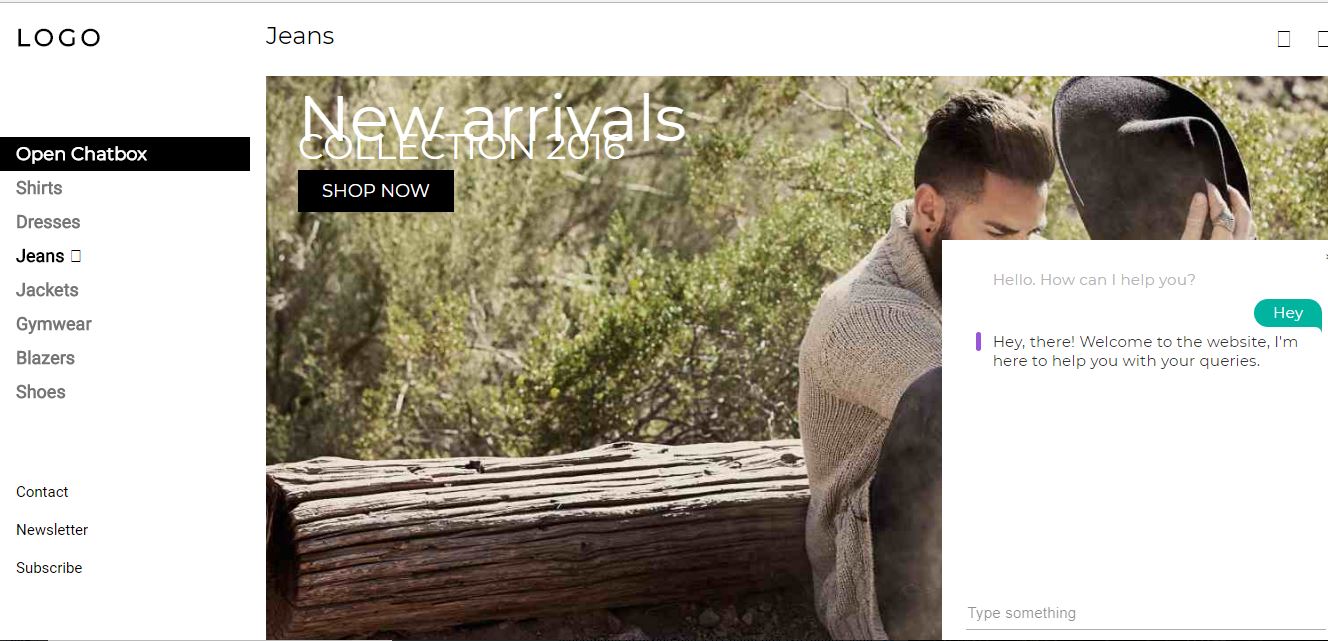 LOGO
Jeans
Open Chatbox
Shirts
Dresses
Jeans
Jackets
Gymwear
Blazers
Shoes
Contact
Newsletter
Subscribe
New arrivals
COLLECTION 2016
SHOP NOW
Hello. How can I help you?
Hey
Hey, there! Welcome to the website, I'm
here to help you with your queries.
Type something